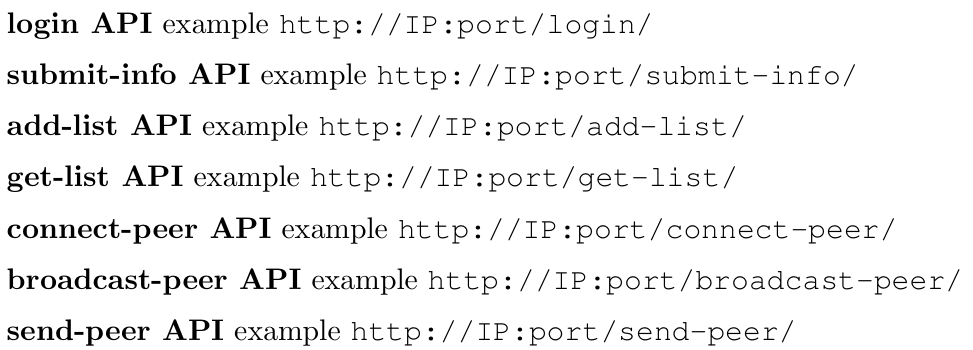 login API example http://IP:port/login/
submit-info API example http://IP:port/submit-info/
add-list API example http://IP:port/add-list/
get-list API example http://IP:port/get-list/
connect-peer API example http://IP:port/connect-peer/
broadcast-peer API example http://IP:port/broadcast-peer/
send-peer API example http://IP:port/send-peer/